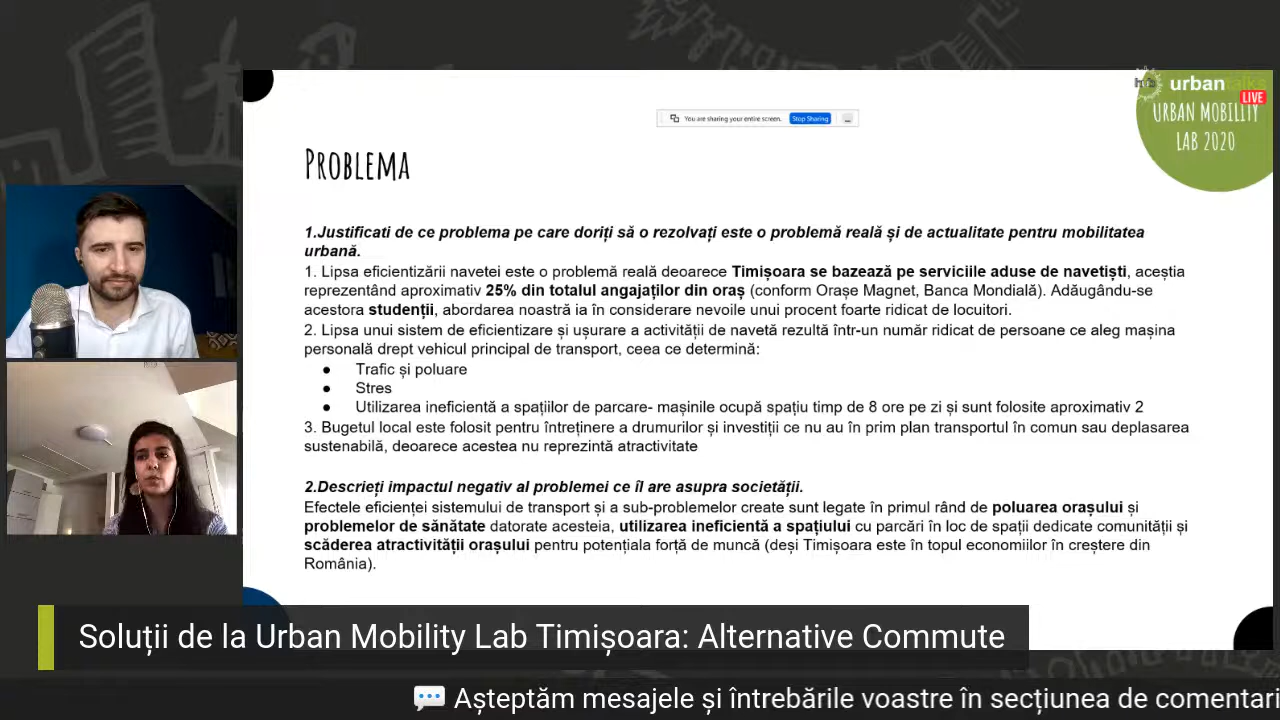 urbantalks
LIVE
URBAN MOBILITY
LAB 2020
You are sharing your entire screen. Stop Sharing
PROBLEMA
1.Justificati de ce problema pe care doriți să o rezolvați este o problemă reală și de actualitate pentru mobilitatea
urbană.
1. Lipsa eficientizării navetei este o problemă reală deoarece Timișoara se bazează pe serviciile aduse de navetiști, aceștia
reprezentând aproximativ 25% din totalul angajaților din oraș (conform Orașe Magnet, Banca Mondială). Adăugându-se
acestora studenții, abordarea noastră ia în considerare nevoile unui procent foarte ridicat de locuitori.
2. Lipsa unui sistem de eficientizare și ușurare a activității de navetă rezultă într-un număr ridicat de persoane ce aleg mașina
personală drept vehicul principal de transport, ceea ce determină:
● Trafic și poluare
● Stres
● Utilizarea ineficientă a spațiilor de parcare- mașinile ocupă spațiu timp de 8 ore pe zi și sunt folosite aproximativ 2
3. Bugetul local este folosit pentru întreținere a drumurilor și investiții ce nu au în prim plan transportul în comun sau deplasarea
sustenabilă, deoarece acestea nu reprezintă atractivitate
2.Descrieți impactul negativ al problemei ce îl are asupra societății.
Efectele eficienței sistemului de transport și a sub-problemelor create sunt legate în primul rând de poluarea orașului și
problemelor de sănătate datorate acesteia, utilizarea ineficientă a spațiului cu parcări în loc de spații dedicate comunității și
scăderea atractivității orașului pentru potențiala forță de muncă (deși Timișoara este în topul economiilor în creștere din
România).
Soluții de la Urban Mobility Lab Timișoara: Alternative Commute
💬 Așteptăm mesajele și întrebările voastre în secțiunea de comentari